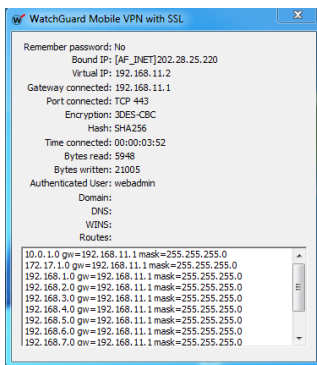 WatchGuard Mobile VPN with SSL
Remember password: No
Bound IP: [AF_INET]202.28.25.220
Virtual IP: 192.168.11.2
Gateway connected: 192.168.11.1
Port connected: TCP 443
Encryption: 3DES-CBC
Hash: SHA256
Time connected: 00:00:03:52
Bytes read: 5948
Bytes written: 21005
Authenticated User: webadmin
Domain:
DNS:
WINS:
Routes:
10.0.1.0 gw=192.168.11.1 mask=255.255.255.0
172.17.1.0 gw=192.168.11.1 mask=255.255.255.0
192.168.1.0 gw=192.168.11.1 mask=255.255.255.0
192.168.2.0 gw=192.168.11.1 mask=255.255.255.0
192.168.3.0 gw=192.168.11.1 mask=255.255.255.0
192.168.4.0 gw=192.168.11.1 mask=255.255.255.0
192.168.5.0 gw=192.168.11.1 mask=255.255.255.0
192.168.6.0 gw=192.168.11.1 mask=255.255.255.0
192.168.7.0 gw=192.168.11.1 mask=255.255.255.0